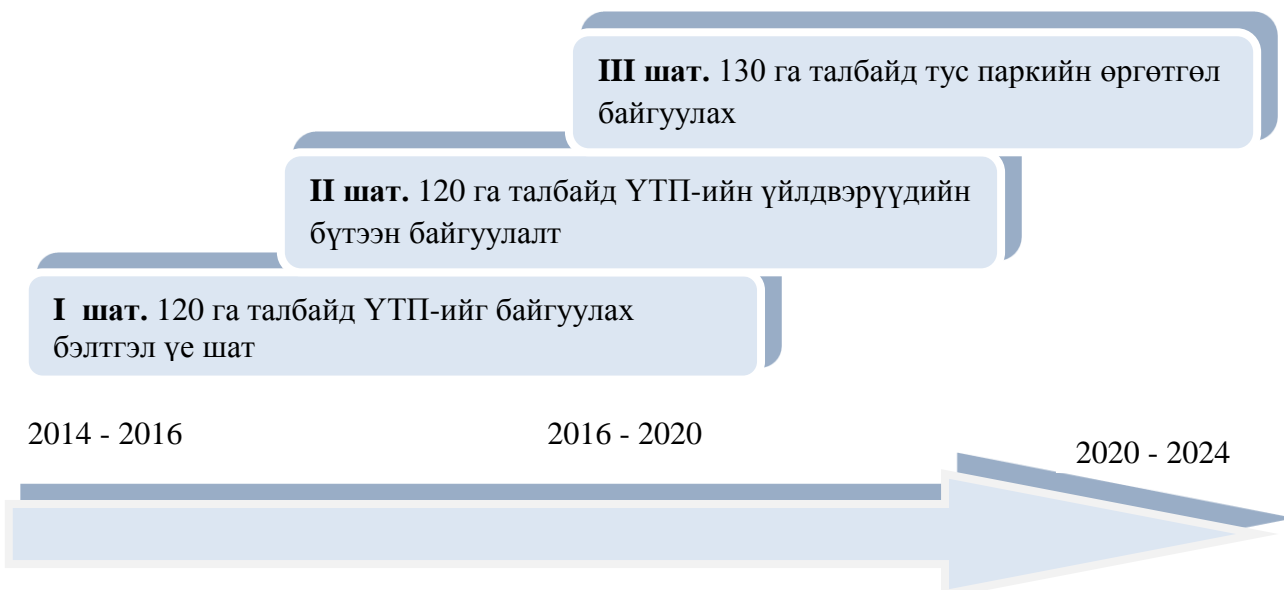 III шат. 130 га талбайд тус паркийн өргөтгөл
байгуулах
II шат. 120 га талбайд ҮТП-ийн үйлдвэрүүдийн
бүтээн байгуулалт
I шат. 120 га талбайд ҮТП-ийг байгуулах
бэлтгэл үе шат
2014 - 2016
2016 - 2020
2020 - 2024